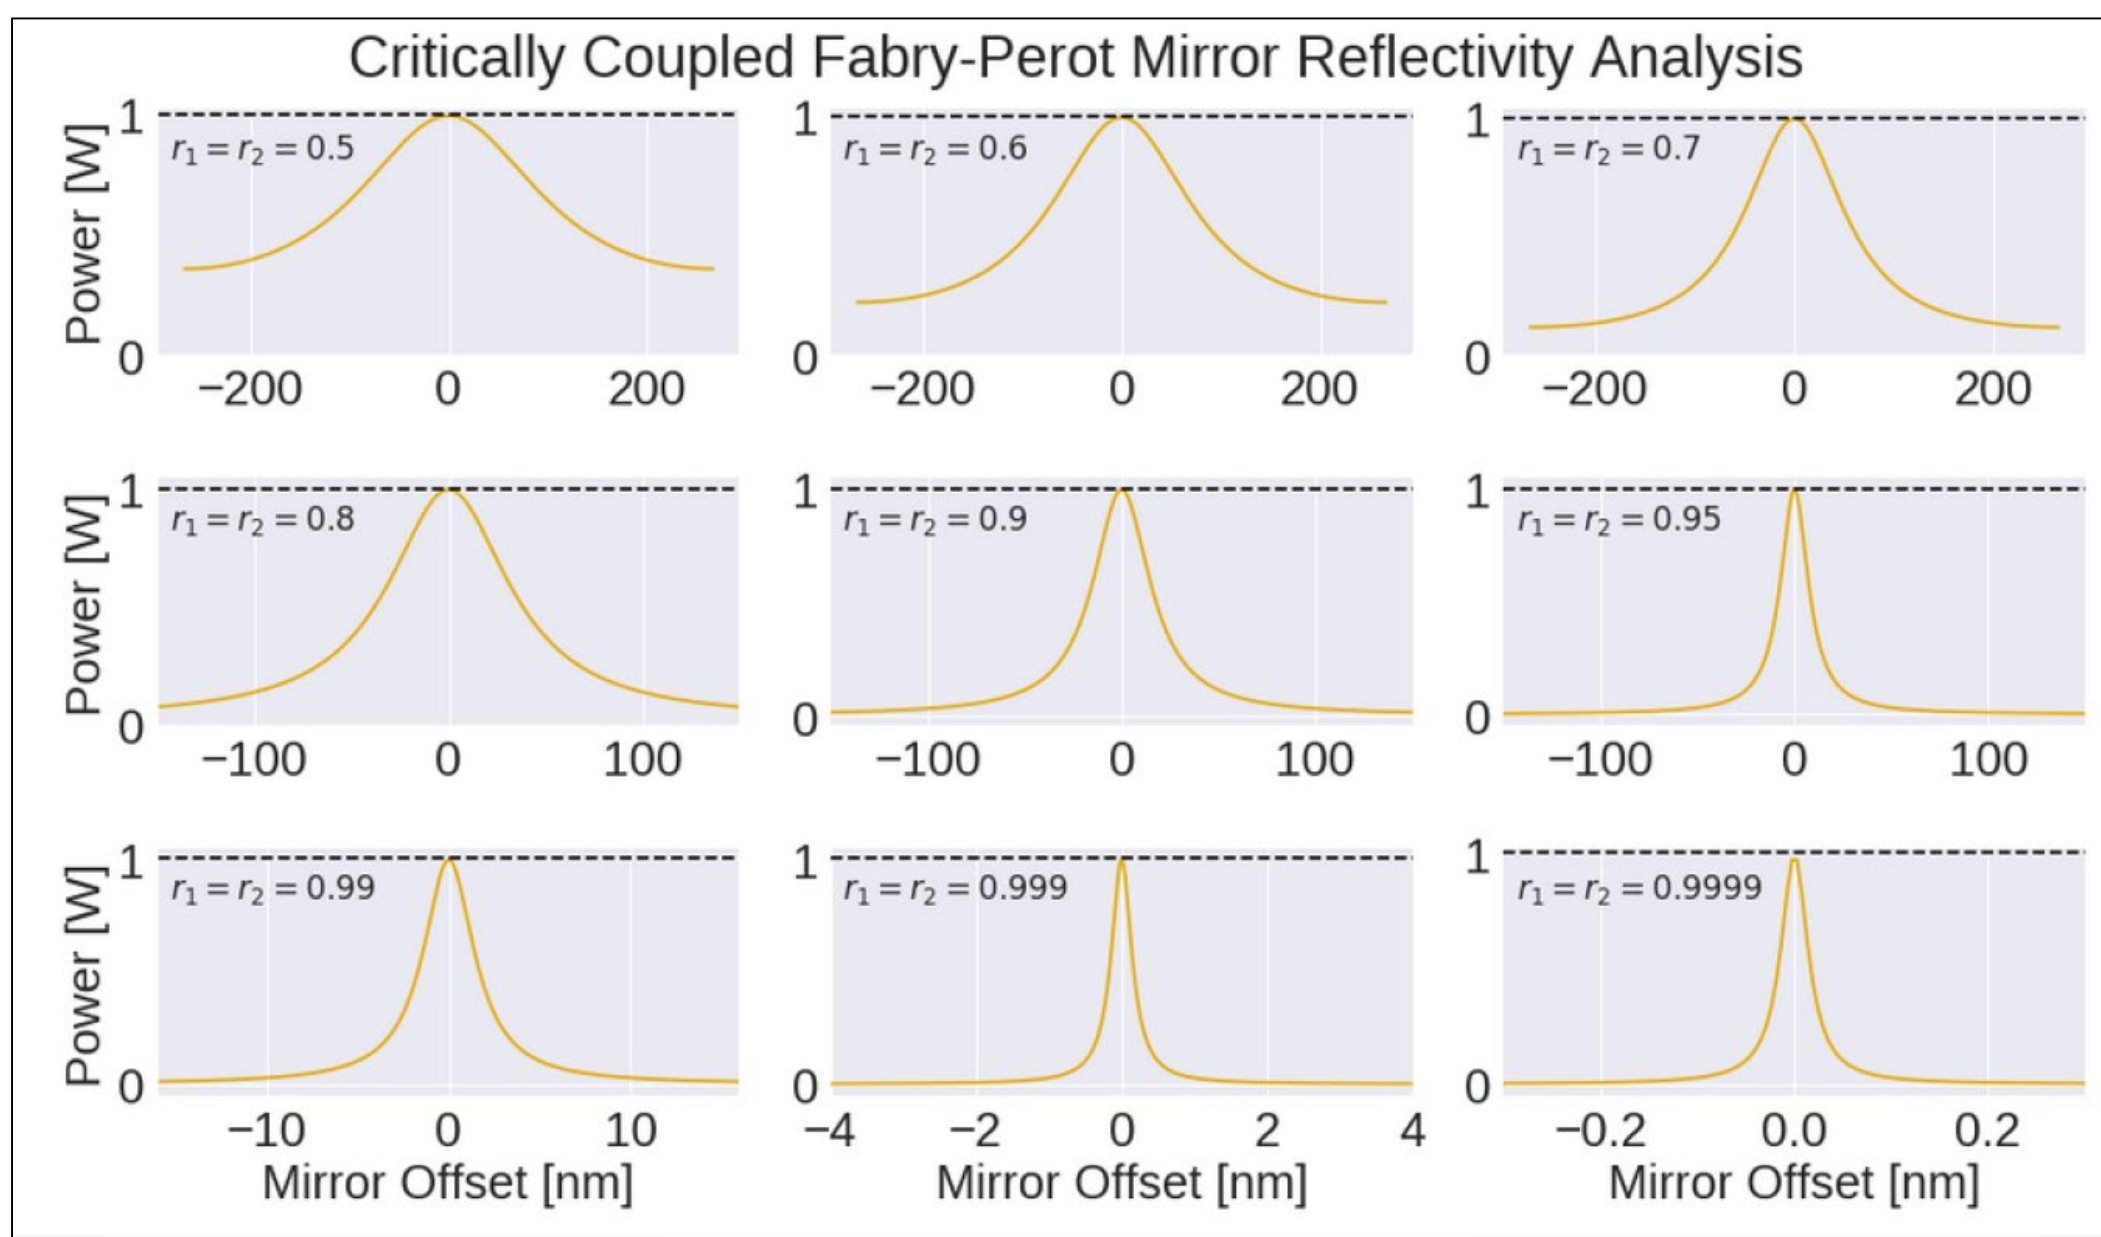 Critically Coupled Fabry-Perot Mirror Reflectivity Analysis
Power [W]
1
0
r₁ = r₂ = 0.5
−200 0 200
1
0
r₁ = r₂ = 0.6
−200 0 200
1
0
r₁ = r₂ = 0.7
−200 0 200
Power [W]
1
0
r₁ = r₂ = 0.8
−100 0 100
1
0
r₁ = r₂ = 0.9
−100 0 100
1
0
r₁ = r₂ = 0.95
−100 0 100
Power [W]
1
0
r₁ = r₂ = 0.99
−10 0 10
Mirror Offset [nm]
1
0
r₁ = r₂ = 0.999
−4 −2 0 2 4
Mirror Offset [nm]
1
0
r₁ = r₂ = 0.9999
−0.2 0.0 0.2
Mirror Offset [nm]